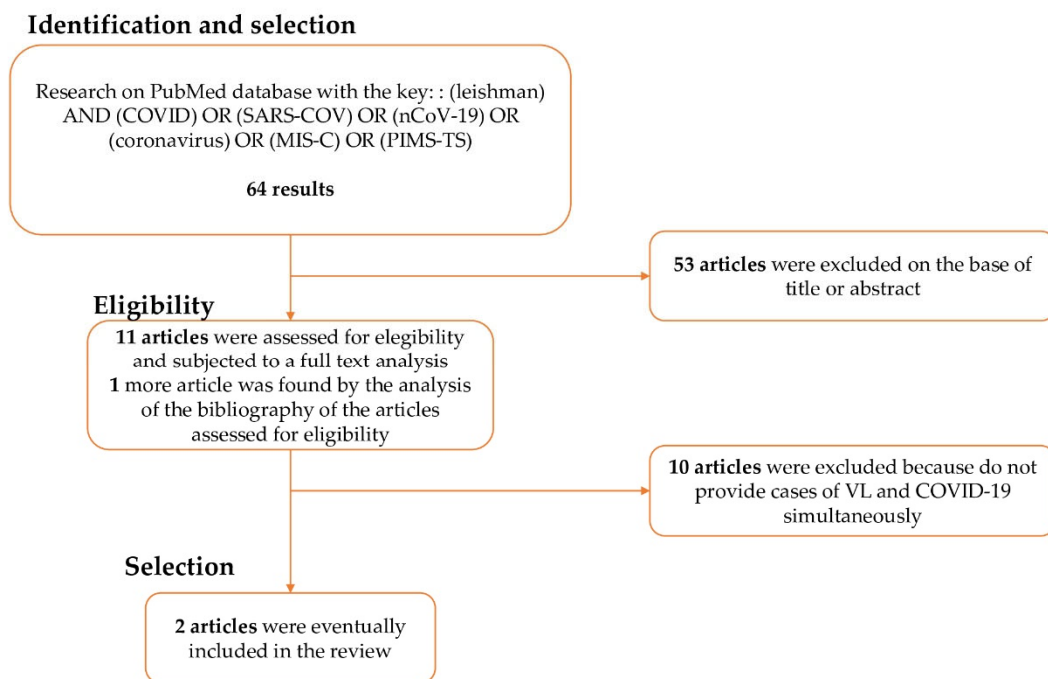 Identification and selection
Research on PubMed database with the key: : (leishman)
AND (COVID) OR (SARS-COV) OR (nCoV-19) OR
(coronavirus) OR (MIS-C) OR (PIMS-TS)
64 results
53 articles were excluded on the base of
title or abstract
Eligibility
11 articles were assessed for elegibility
and subjected to a full text analysis
1 more article was found by the analysis
of the bibliography of the articles
assessed for eligibility
10 articles were excluded because do not
provide cases of VL and COVID-19
simultaneously
Selection
2 articles were eventually
included in the review